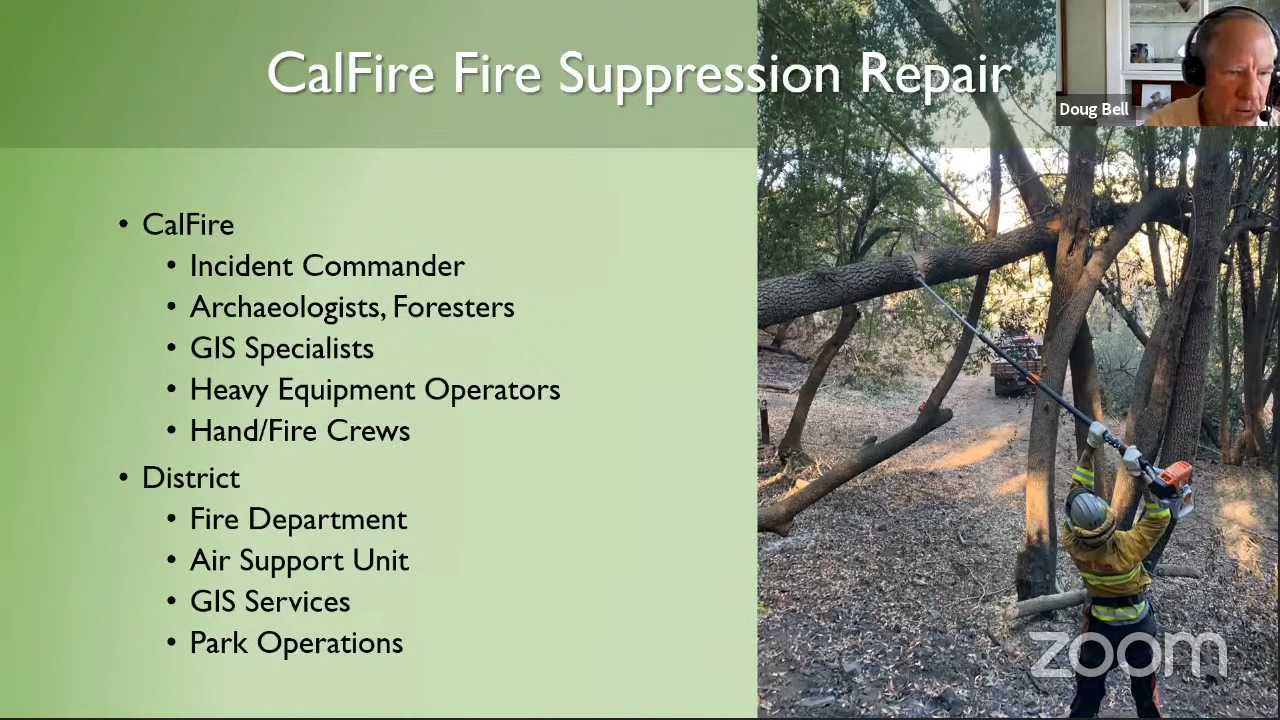 CalFire Fire Suppression Repair
Doug Bell
• CalFire
• Incident Commander
• Archaeologists, Foresters
• GIS Specialists
• Heavy Equipment Operators
• Hand/Fire Crews
• District
• Fire Department
• Air Support Unit
• GIS Services
• Park Operations
zoom